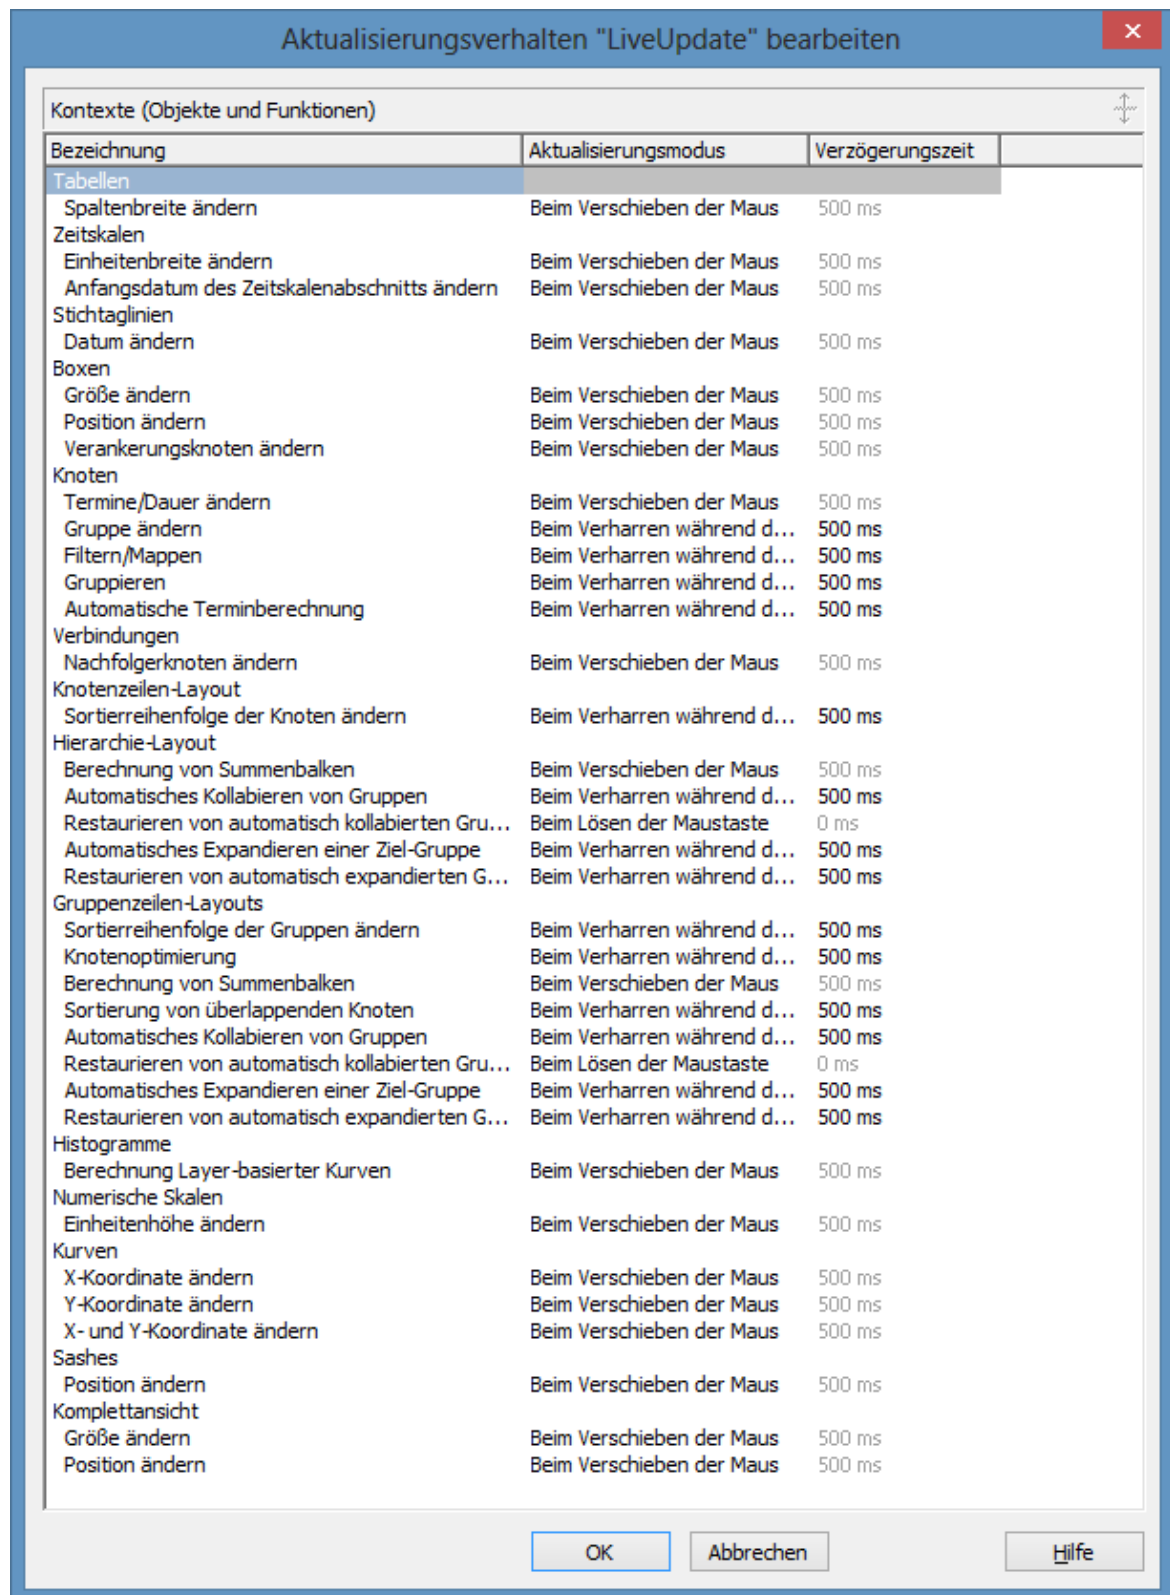 Aktualisierungsverhalten "LiveUpdate" bearbeiten
Kontexte (Objekte und Funktionen)
Bezeichnung Aktualisierungsmodus Verzögerungszeit
Tabellen
Spaltenbreite ändern Beim Verschieben der Maus 500 ms
Zeitskalen
Einheitenbreite ändern Beim Verschieben der Maus 500 ms
Anfangsdatum des Zeitskalenabschnitts ändern Beim Verschieben der Maus 500 ms
Stichtaglinien
Datum ändern Beim Verschieben der Maus 500 ms
Boxen
Größe ändern Beim Verschieben der Maus 500 ms
Position ändern Beim Verschieben der Maus 500 ms
Verankerungsknoten ändern Beim Verschieben der Maus 500 ms
Knoten
Termine/Dauer ändern Beim Verschieben der Maus 500 ms
Gruppe ändern Beim Verharren während d... 500 ms
Filtern/Mappen Beim Verharren während d... 500 ms
Gruppieren Beim Verharren während d... 500 ms
Automatische Terminberechnung Beim Verharren während d... 500 ms
Verbindungen
Nachfolgerknoten ändern Beim Verschieben der Maus 500 ms
Knotenzeilen-Layout
Sortierreihenfolge der Knoten ändern Beim Verharren während d... 500 ms
Hierarchie-Layout
Berechnung von Summenbalken Beim Verschieben der Maus 500 ms
Automatisches Kollabieren von Gruppen Beim Verharren während d... 500 ms
Restaurieren von automatisch kollabierten Gru... Beim Lösen der Maustaste 0 ms
Automatisches Expandieren einer Ziel-Gruppe Beim Verharren während d... 500 ms
Restaurieren von automatisch expandierten G... Beim Verharren während d... 500 ms
Gruppenzeilen-Layouts
Sortierreihenfolge der Gruppen ändern Beim Verharren während d... 500 ms
Knotenoptimierung Beim Verharren während d... 500 ms
Berechnung von Summenbalken Beim Verschieben der Maus 500 ms
Sortierung von überlappenden Knoten Beim Verharren während d... 500 ms
Automatisches Kollabieren von Gruppen Beim Verharren während d... 500 ms
Restaurieren von automatisch kollabierten Gru... Beim Lösen der Maustaste 0 ms
Automatisches Expandieren einer Ziel-Gruppe Beim Verharren während d... 500 ms
Restaurieren von automatisch expandierten G... Beim Verharren während d... 500 ms
Histogramme
Berechnung Layer-basierter Kurven Beim Verschieben der Maus 500 ms
Numerische Skalen
Einheitenhöhe ändern Beim Verschieben der Maus 500 ms
Kurven
X-Koordinate ändern Beim Verschieben der Maus 500 ms
Y-Koordinate ändern Beim Verschieben der Maus 500 ms
X- und Y-Koordinate ändern Beim Verschieben der Maus 500 ms
Sashes
Position ändern Beim Verschieben der Maus 500 ms
Komplettansicht
Größe ändern Beim Verschieben der Maus 500 ms
Position ändern Beim Verschieben der Maus 500 ms
OK Abbrechen Hilfe